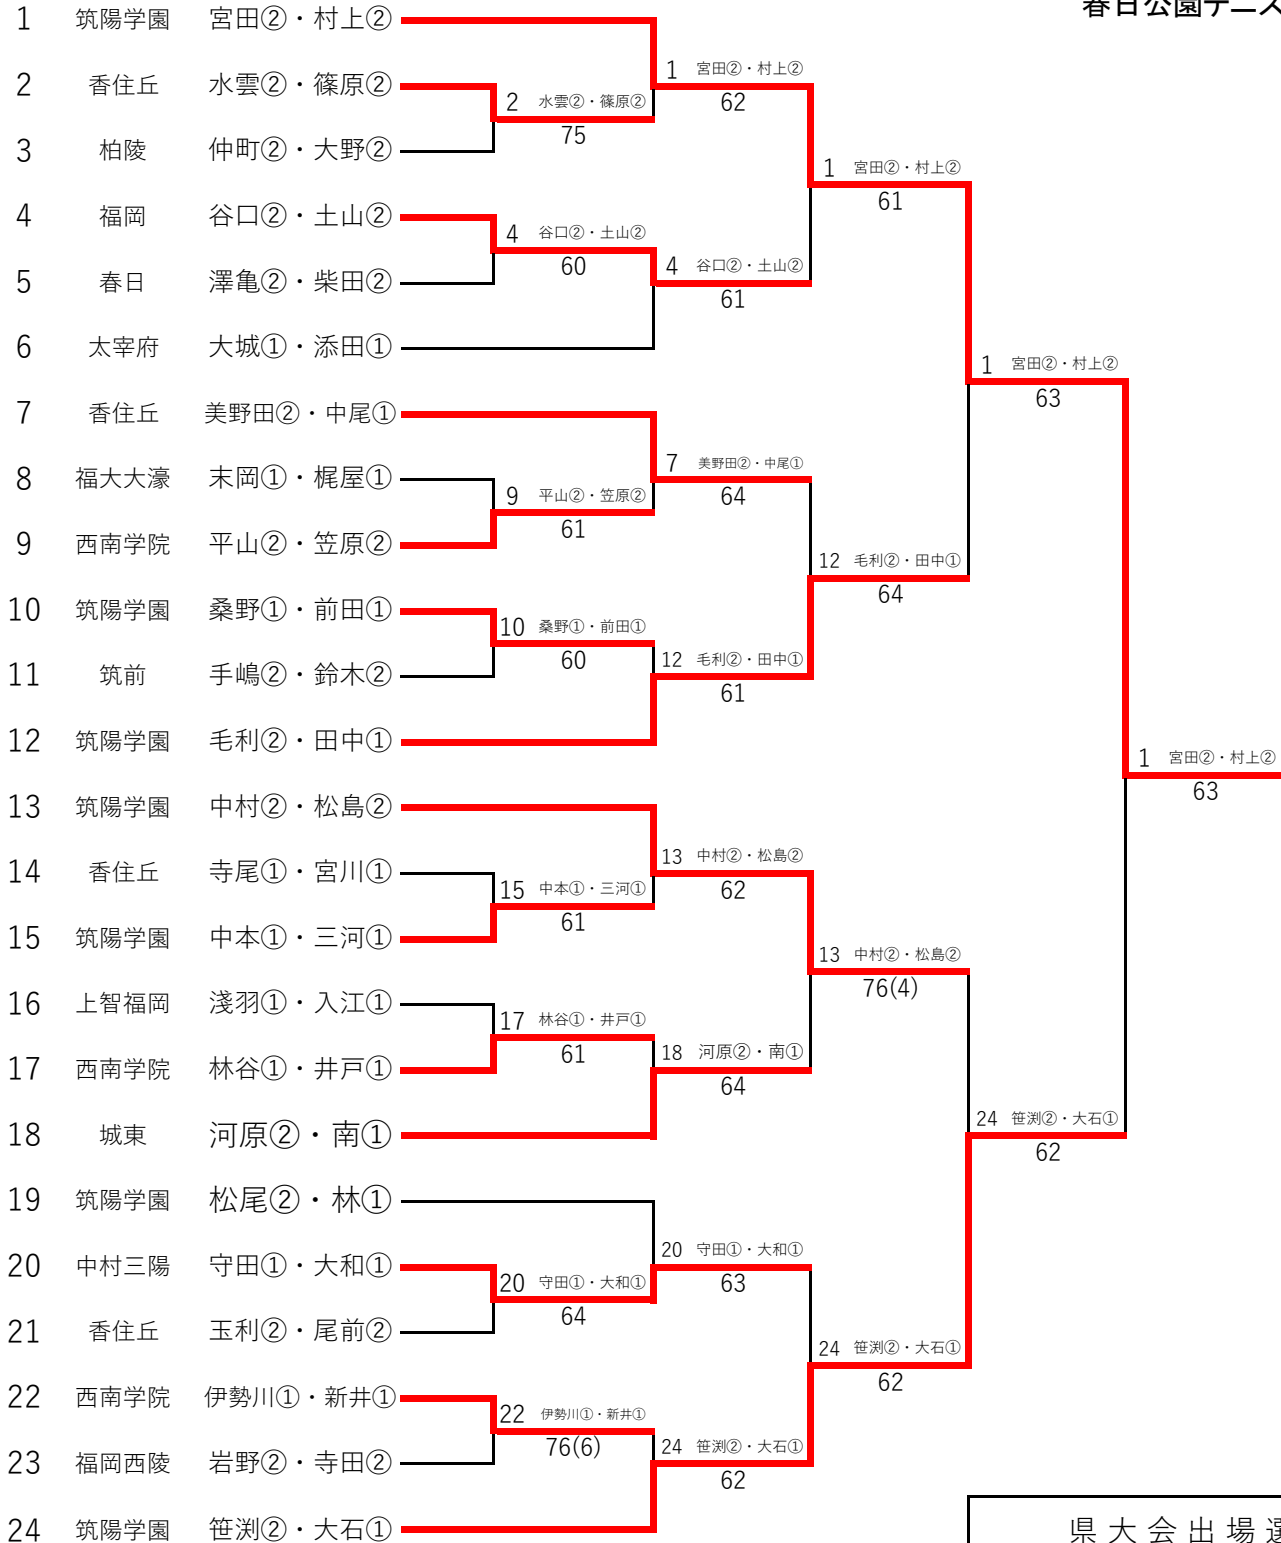 春日公園テニス
1 筑陽学園 宮田②・村上②
2 香住丘 水雲②・篠原②
3 柏陵 仲町②・大野②
4 福岡 谷口②・土山②
5 春日 澤亀②・柴田②
6 太宰府 大城①・添田①
7 香住丘 美野田②・中尾①
8 福大大濠 末岡①・梶屋①
9 西南学院 平山②・笠原②
10 筑陽学園 桑野①・前田①
11 筑前 手嶋②・鈴木②
12 筑陽学園 毛利②・田中①
13 筑陽学園 中村②・松島②
14 香住丘 寺尾①・宮川①
15 筑陽学園 中本①・三河①
16 上智福岡 淺羽①・入江①
17 西南学院 林谷①・井戸①
18 城東 河原②・南①
19 筑陽学園 松尾②・林①
20 中村三陽 守田①・大和①
21 香住丘 玉利②・尾前②
22 西南学院 伊勢川①・新井①
23 福岡西陵 岩野②・寺田②
24 筑陽学園 笹渕②・大石①
2 水雲②・篠原②
75
4 谷口②・土山②
60
9 平山②・笠原②
61
10 桑野①・前田①
60
15 中本①・三河①
61
17 林谷①・井戸①
61
20 守田①・大和①
64
22 伊勢川①・新井①
76(6)
1 宮田②・村上②
62
4 谷口②・土山②
61
7 美野田②・中尾①
64
12 毛利②・田中①
61
13 中村②・松島②
62
18 河原②・南①
64
20 守田①・大和①
63
24 笹渕②・大石①
62
1 宮田②・村上②
61
12 毛利②・田中①
64
13 中村②・松島②
76(4)
24 笹渕②・大石①
62
1 宮田②・村上②
63
24 笹渕②・大石①
62
1 宮田②・村上②
63
県大会出場選